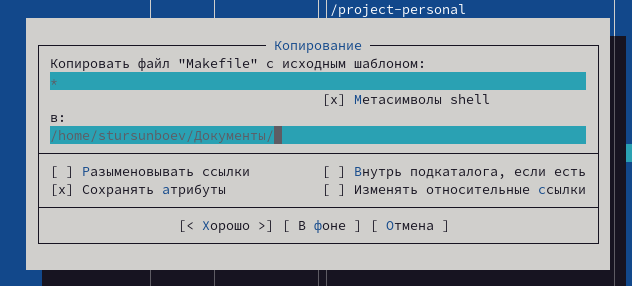 /project-personal
Копирование
Копировать файл "Makefile" с исходным шаблоном:
*
[x] Метасимволы shell
в:
/home/stursunboev/Документы/
[ ] Разыменовывать ссылки [ ] Внутрь подкаталога, если есть
[x] Сохранять атрибуты [ ] Изменять относительные ссылки
[< Хорошо >] [ В фоне ] [ Отмена ]